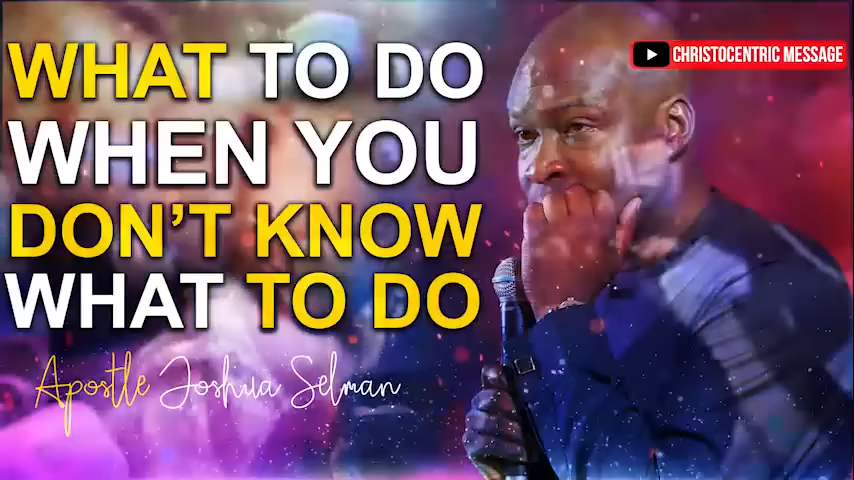 WHAT TO DO
WHEN YOU
DON'T KNOW
WHAT TO DO
Apostle Joshua Selman
CHRISTOCENTRIC MESSAGE